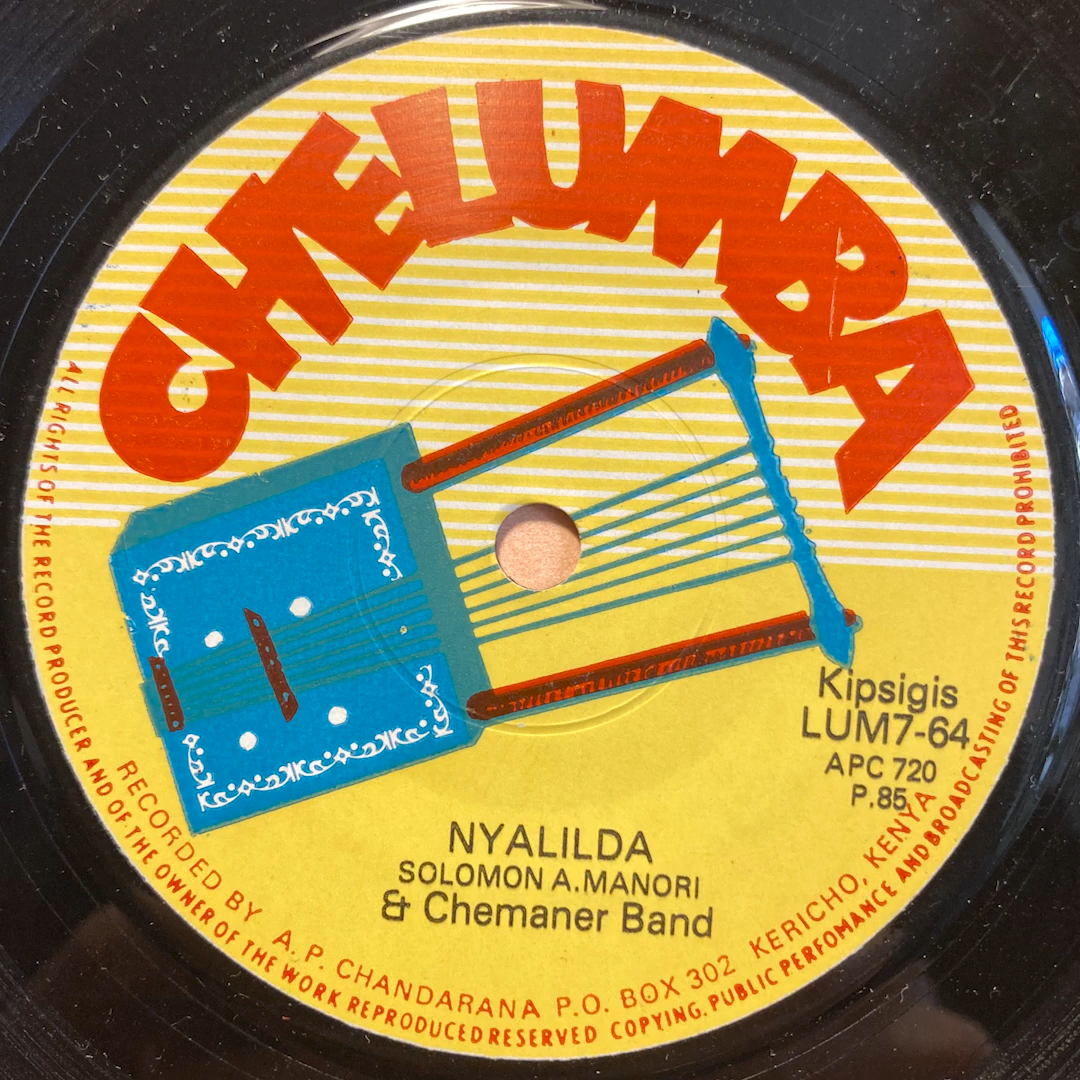 CHELUMBA
Kipsigis
LUM7-64
APC 720
P.85
NYALILDA
SOLOMON A.MANORI
& Chemaner Band
RECORDED BY A.P. CHANDARANA P.O. BOX 302 KERICHO, KENYA
ALL RIGHTS OF THE RECORD PRODUCER AND OF THE OWNER OF THE WORK REPRODUCED RESERVED COPYING, PUBLIC PERFOMANCE AND BROADCASTING OF THIS RECORD PROHIBITED